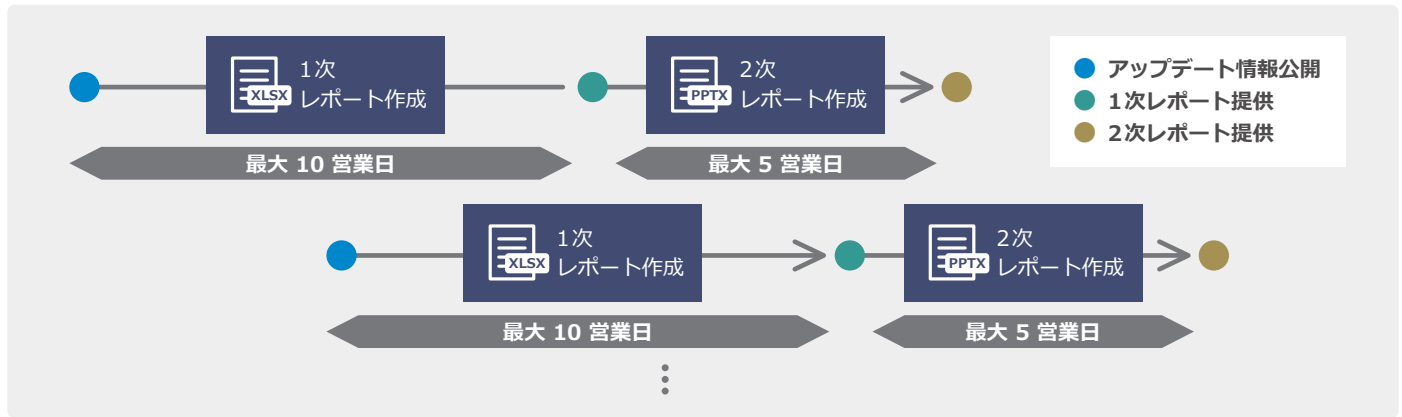 XLSX
1次
レポート作成
PPTX
2次
レポート作成
アップデート情報公開
1次レポート提供
2次レポート提供
最大 10 営業日
最大 5 営業日
XLSX
1次
レポート作成
PPTX
2次
レポート作成
最大 10 営業日
最大 5 営業日